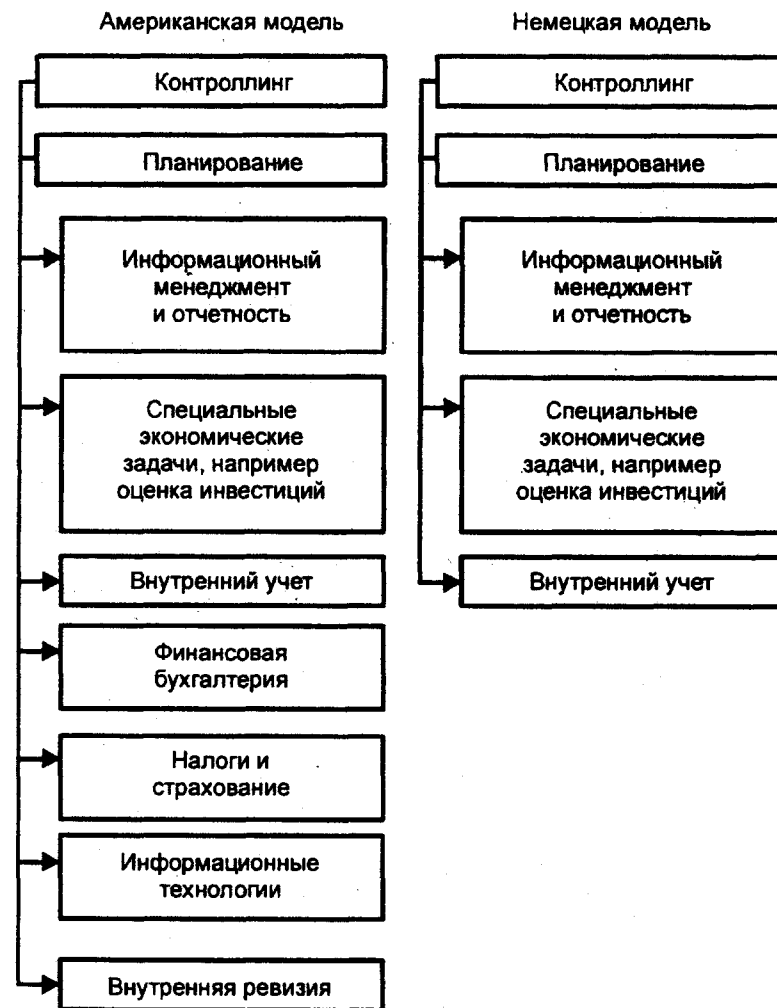 Американская модель
Контроллинг
Планирование
Информационный
менеджмент
и отчетность
Специальные
экономические
задачи, например
оценка инвестиций
Внутренний учет
Финансовая
бухгалтерия
Налоги и
страхование
Информационные
технологии
Внутренняя ревизия
Немецкая модель
Контроллинг
Планирование
Информационный
менеджмент
и отчетность
Специальные
экономические
задачи, например
оценка инвестиций
Внутренний учет